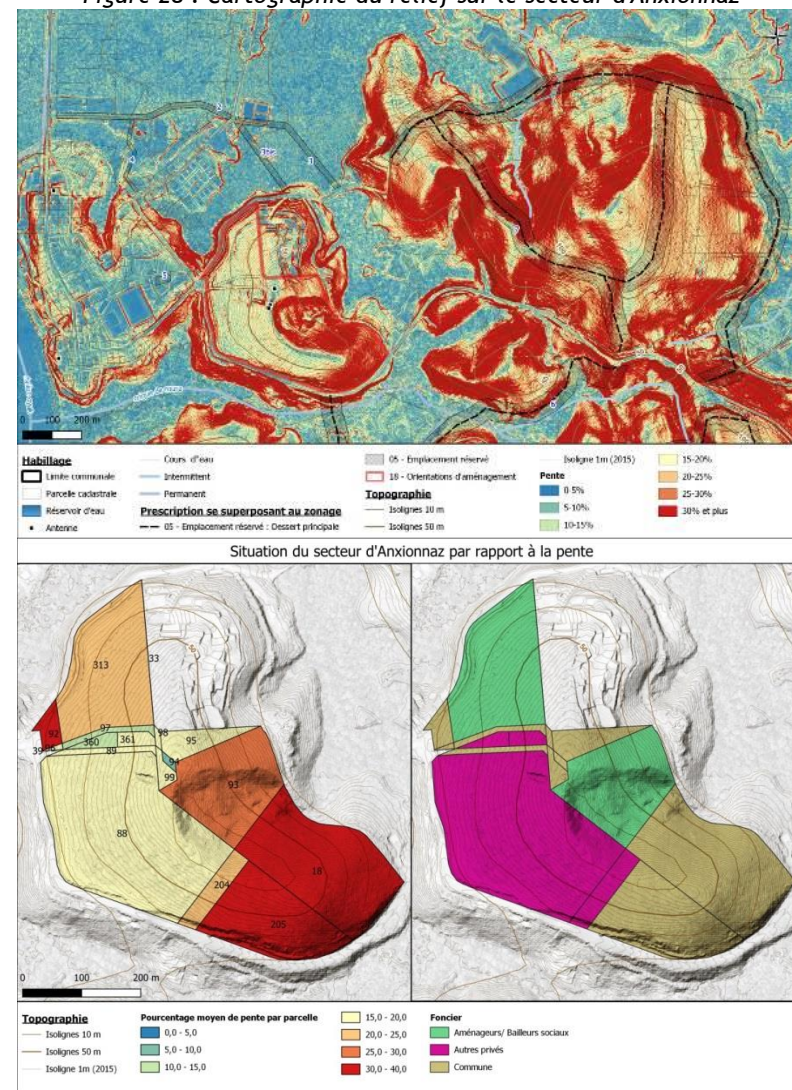 Figure 28 : Cartographie du relief sur le secteur d'Anxionnaz
2
3bis
1
4
0 100 200 m
Habillage
Limite communale
Parcelle cadastrale
Réservoir d'eau
Antenne
Cours d'eau
Intermittent
Permanent
Prescription se superposant au zonage
05 - Emplacement réservé : Dessert principale
05 - Emplacement réservé
18 - Orientations d'aménagement
Topographie
Isolignes 10 m
Isolignes 50 m
Isoligne 1m (2015)
Pente
0-5%
5-10%
10-15%
15-20%
20-25%
25-30%
30% et plus
Situation du secteur d'Anxionnaz par rapport à la pente
313
33
92
97
98
95
39
96
360
361
89
94
99
93
88
18
204
205
0 100 200 m
Topographie
Isolignes 10 m
Isolignes 50 m
Isoligne 1m (2015)
Pourcentage moyen de pente par parcelle
0,0 - 5,0
5,0 - 10,0
10,0 - 15,0
15,0 - 20,0
20,0 - 25,0
25,0 - 30,0
30,0 - 40,0
Foncier
Aménageurs/ Bailleurs sociaux
Autres privés
Commune